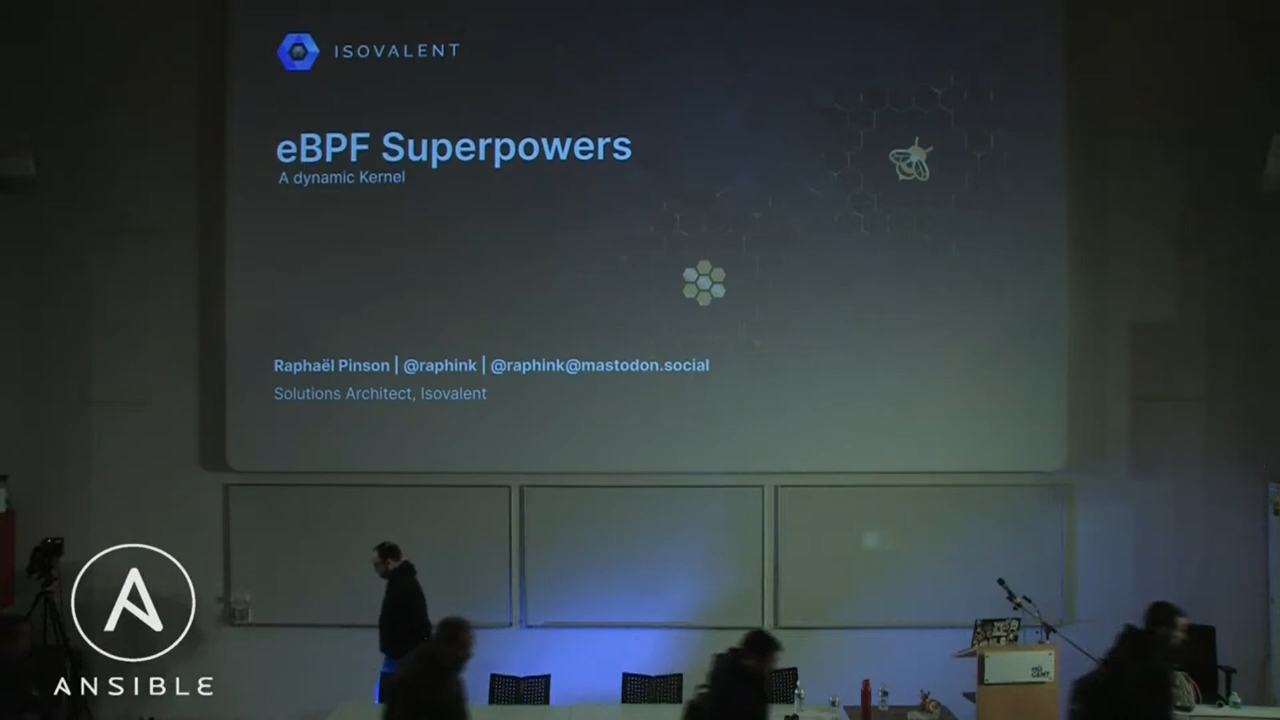 ISOVALENT
eBPF Superpowers
A dynamic Kernel
Raphaël Pinson | @raphink | @raphink@mastodon.social
Solutions Architect, Isovalent
ANSIBLE